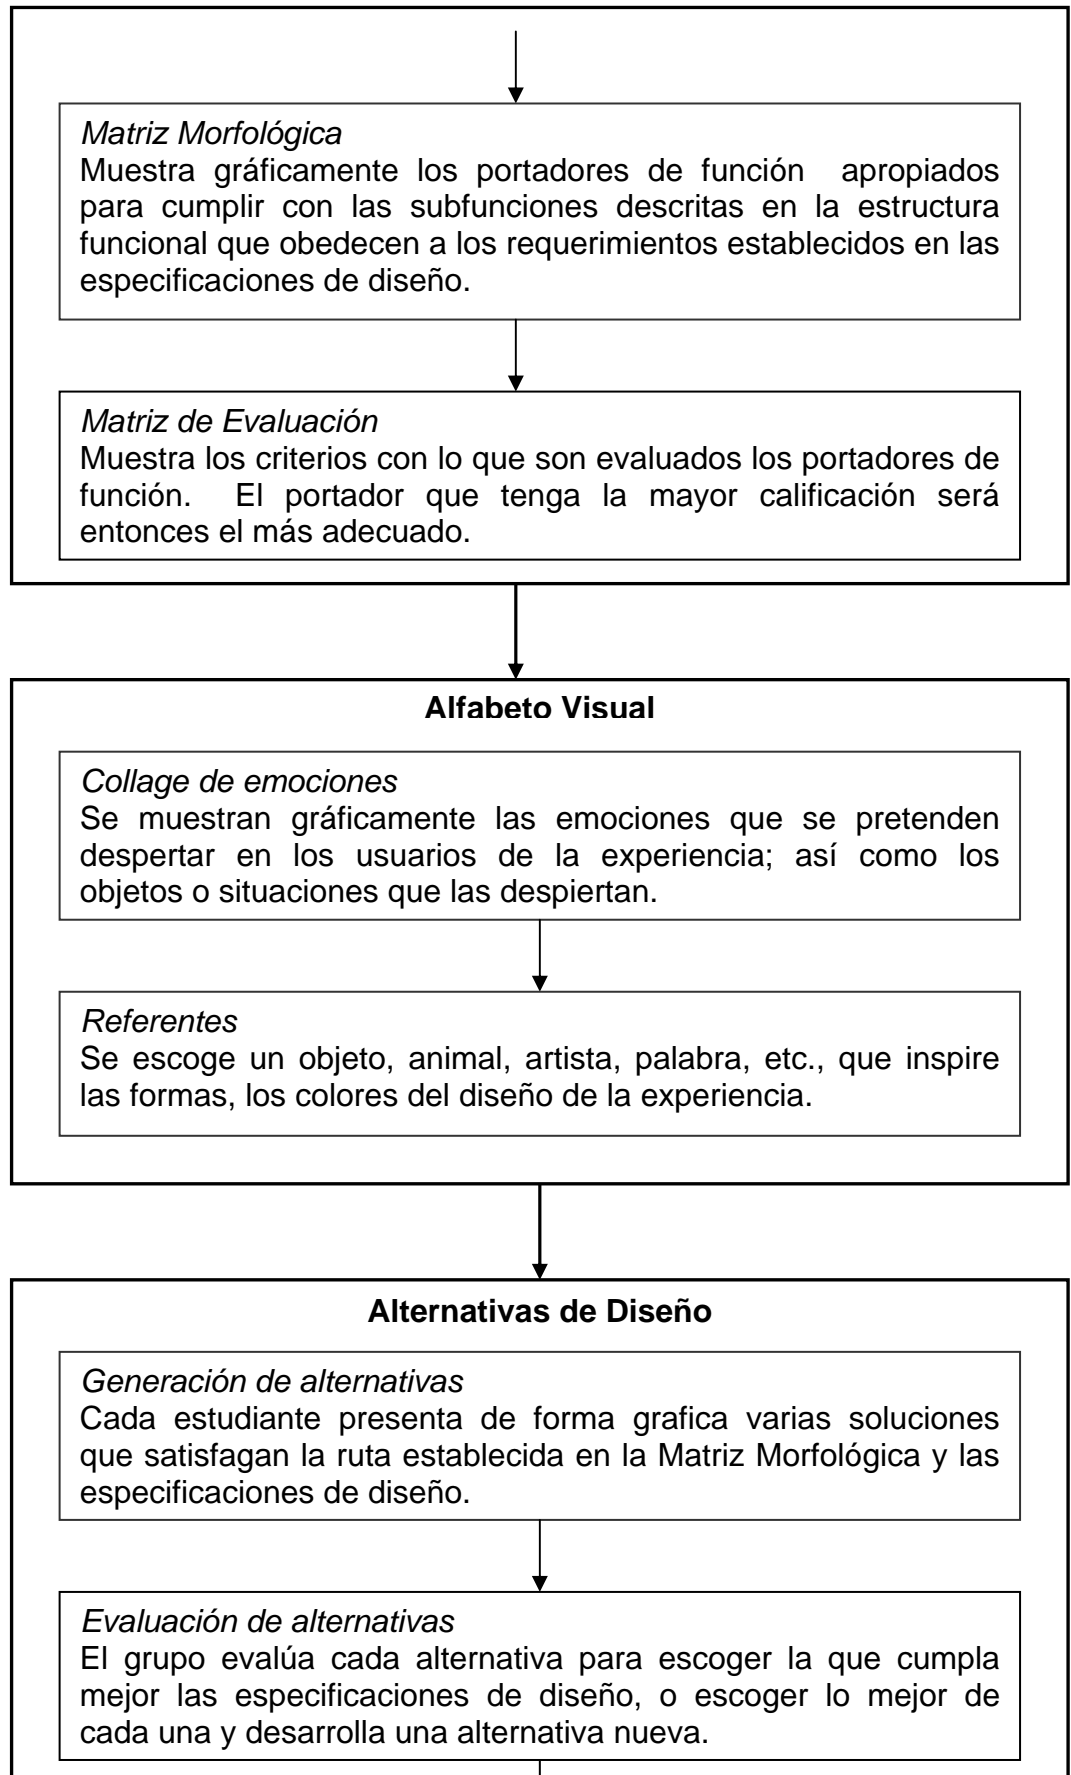 Matriz Morfológica
Muestra gráficamente los portadores de función apropiados
para cumplir con las subfunciones descritas en la estructura
funcional que obedecen a los requerimientos establecidos en las
especificaciones de diseño.
Matriz de Evaluación
Muestra los criterios con lo que son evaluados los portadores de
función. El portador que tenga la mayor calificación será
entonces el más adecuado.
Alfabeto Visual
Collage de emociones
Se muestran gráficamente las emociones que se pretenden
despertar en los usuarios de la experiencia; así como los
objetos o situaciones que las despiertan.
Referentes
Se escoge un objeto, animal, artista, palabra, etc., que inspire
las formas, los colores del diseño de la experiencia.
Alternativas de Diseño
Generación de alternativas
Cada estudiante presenta de forma grafica varias soluciones
que satisfagan la ruta establecida en la Matriz Morfológica y las
especificaciones de diseño.
Evaluación de alternativas
El grupo evalúa cada alternativa para escoger la que cumpla
mejor las especificaciones de diseño, o escoger lo mejor de
cada una y desarrolla una alternativa nueva.